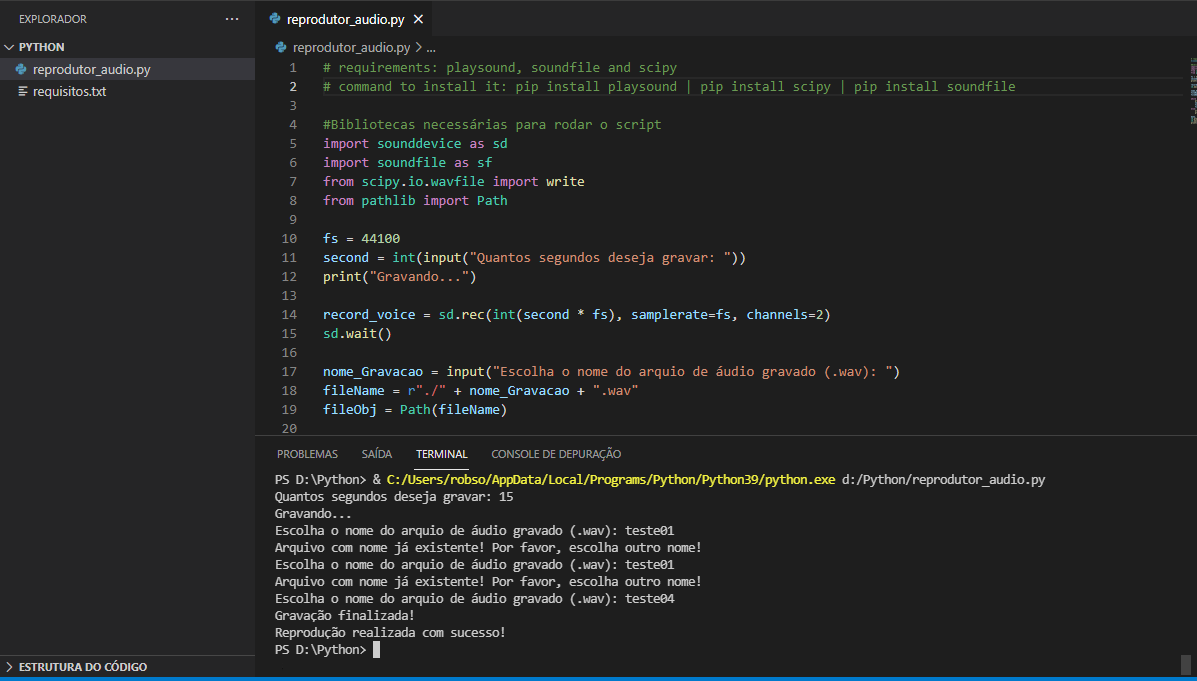 EXPLORADOR
...
PYTHON
reprodutor_audio.py
requisitos.txt
ESTRUTURA DO CÓDIGO
reprodutor_audio.py
reprodutor_audio.py > ...
1 # requirements: playsound, soundfile and scipy
2 # command to install it: pip install playsound | pip install scipy | pip install soundfile
3
4 #Bibliotecas necessárias para rodar o script
5 import sounddevice as sd
6 import soundfile as sf
7 from scipy.io.wavfile import write
8 from pathlib import Path
9
10 fs = 44100
11 second = int(input("Quantos segundos deseja gravar: "))
12 print("Gravando...")
13
14 record_voice = sd.rec(int(second * fs), samplerate=fs, channels=2)
15 sd.wait()
16
17 nome_Gravacao = input("Escolha o nome do arquio de áudio gravado (.wav): ")
18 fileName = r"./" + nome_Gravacao + ".wav"
19 fileObj = Path(fileName)
20
PROBLEMAS SAÍDA TERMINAL CONSOLE DE DEPURAÇÃO
PS D:\Python> & C:/Users/robso/AppData/Local/Programs/Python/Python39/python.exe d:/Python/reprodutor_audio.py
Quantos segundos deseja gravar: 15
Gravando...
Escolha o nome do arquio de áudio gravado (.wav): teste01
Arquivo com nome já existente! Por favor, escolha outro nome!
Escolha o nome do arquio de áudio gravado (.wav): teste01
Arquivo com nome já existente! Por favor, escolha outro nome!
Escolha o nome do arquio de áudio gravado (.wav): teste04
Gravação finalizada!
Reprodução realizada com sucesso!
PS D:\Python>